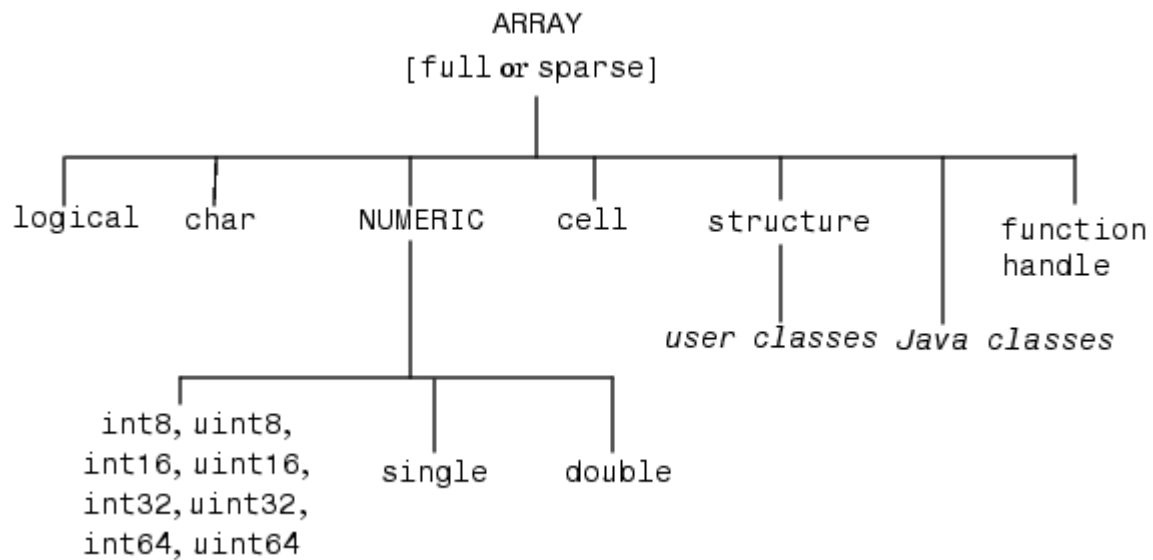 ARRAY
[full or sparse]
logical char NUMERIC cell structure function
handle
user classes Java classes
int8, uint8,
int16, uint16, single double
int32, uint32,
int64, uint64